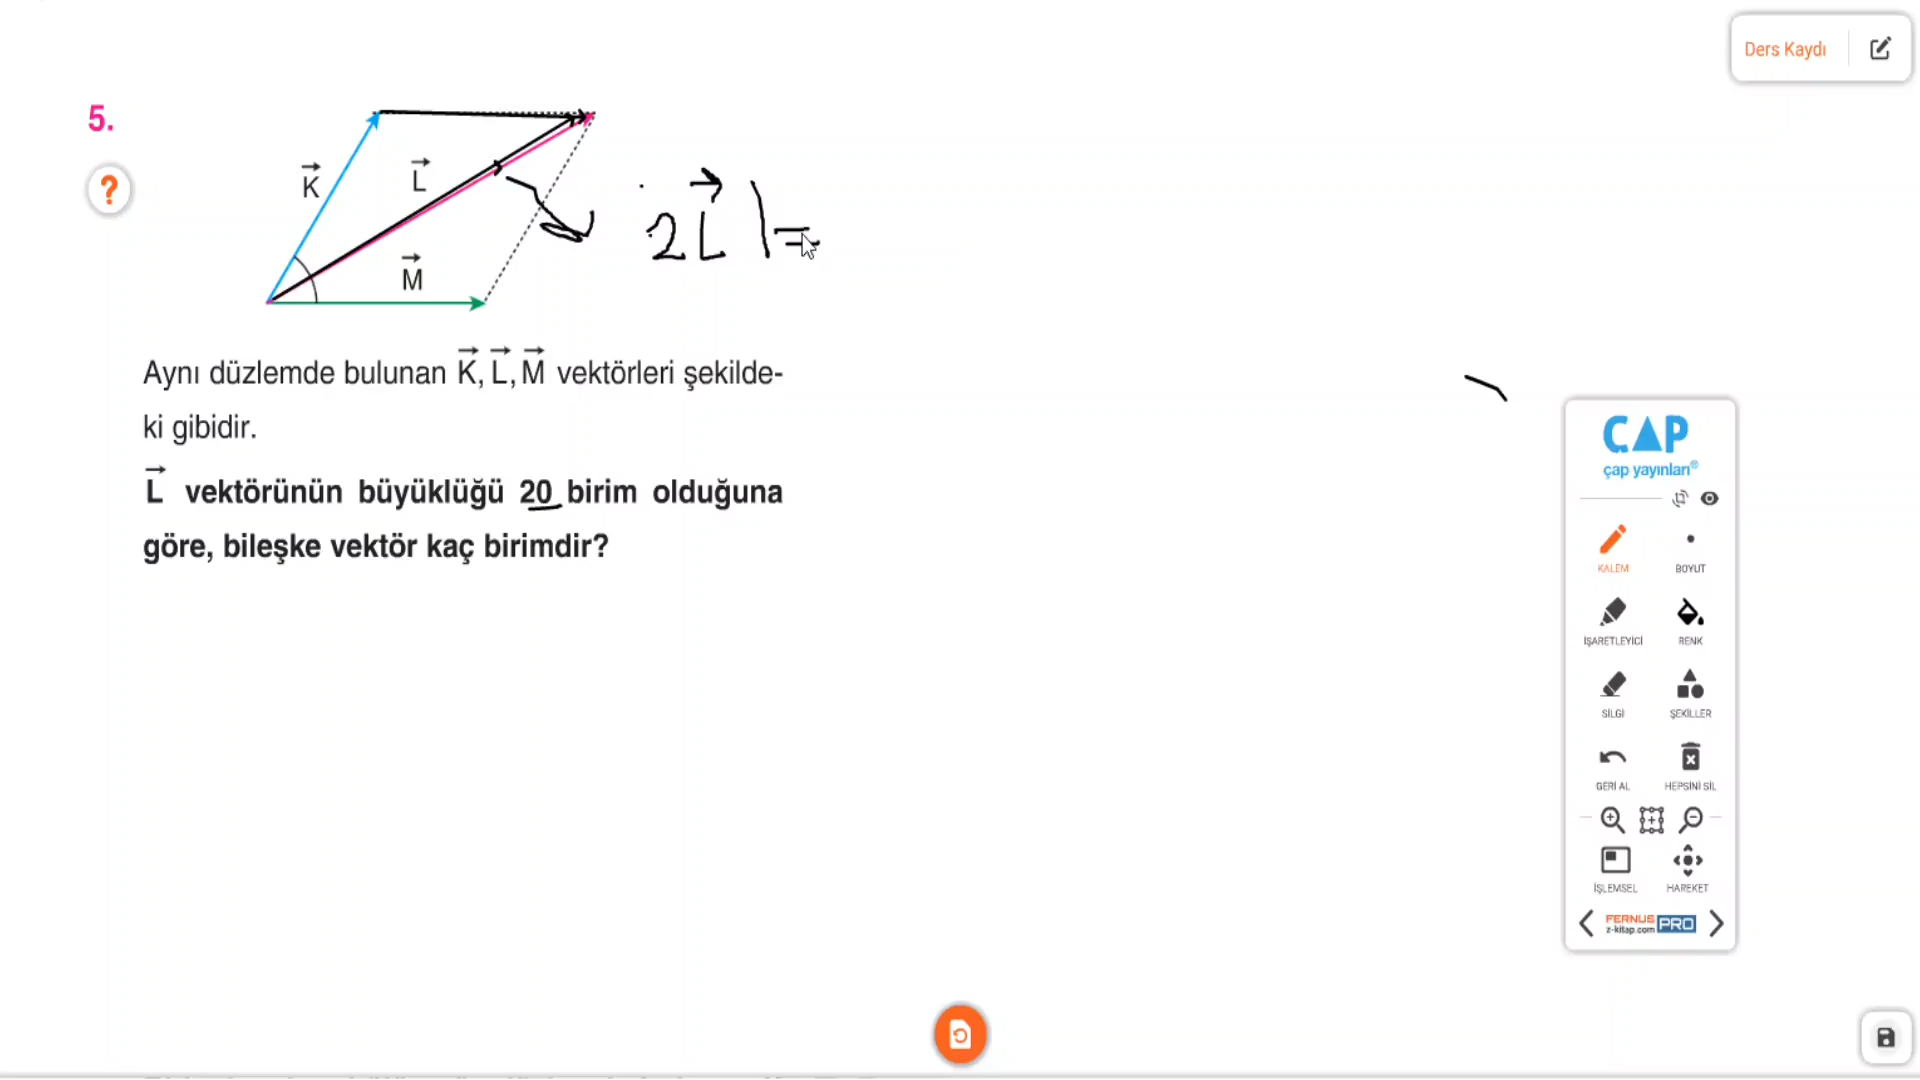 Ders Kaydı
5.
?
K
L
M
2L | =
Aynı düzlemde bulunan K, L, M vektörleri şekilde-
ki gibidir.
L vektörünün büyüklüğü 20 birim olduğuna
göre, bileşke vektör kaç birimdir?
ÇAP
çap yayınları®
KALEM
BOYUT
İŞARETLEYİCİ
RENK
SİLGİ
ŞEKİLLER
GERİ AL
HEPSİNİ SİL
İŞLEMSEL
HAREKET
FERNUS
z-kitap.com
PRO